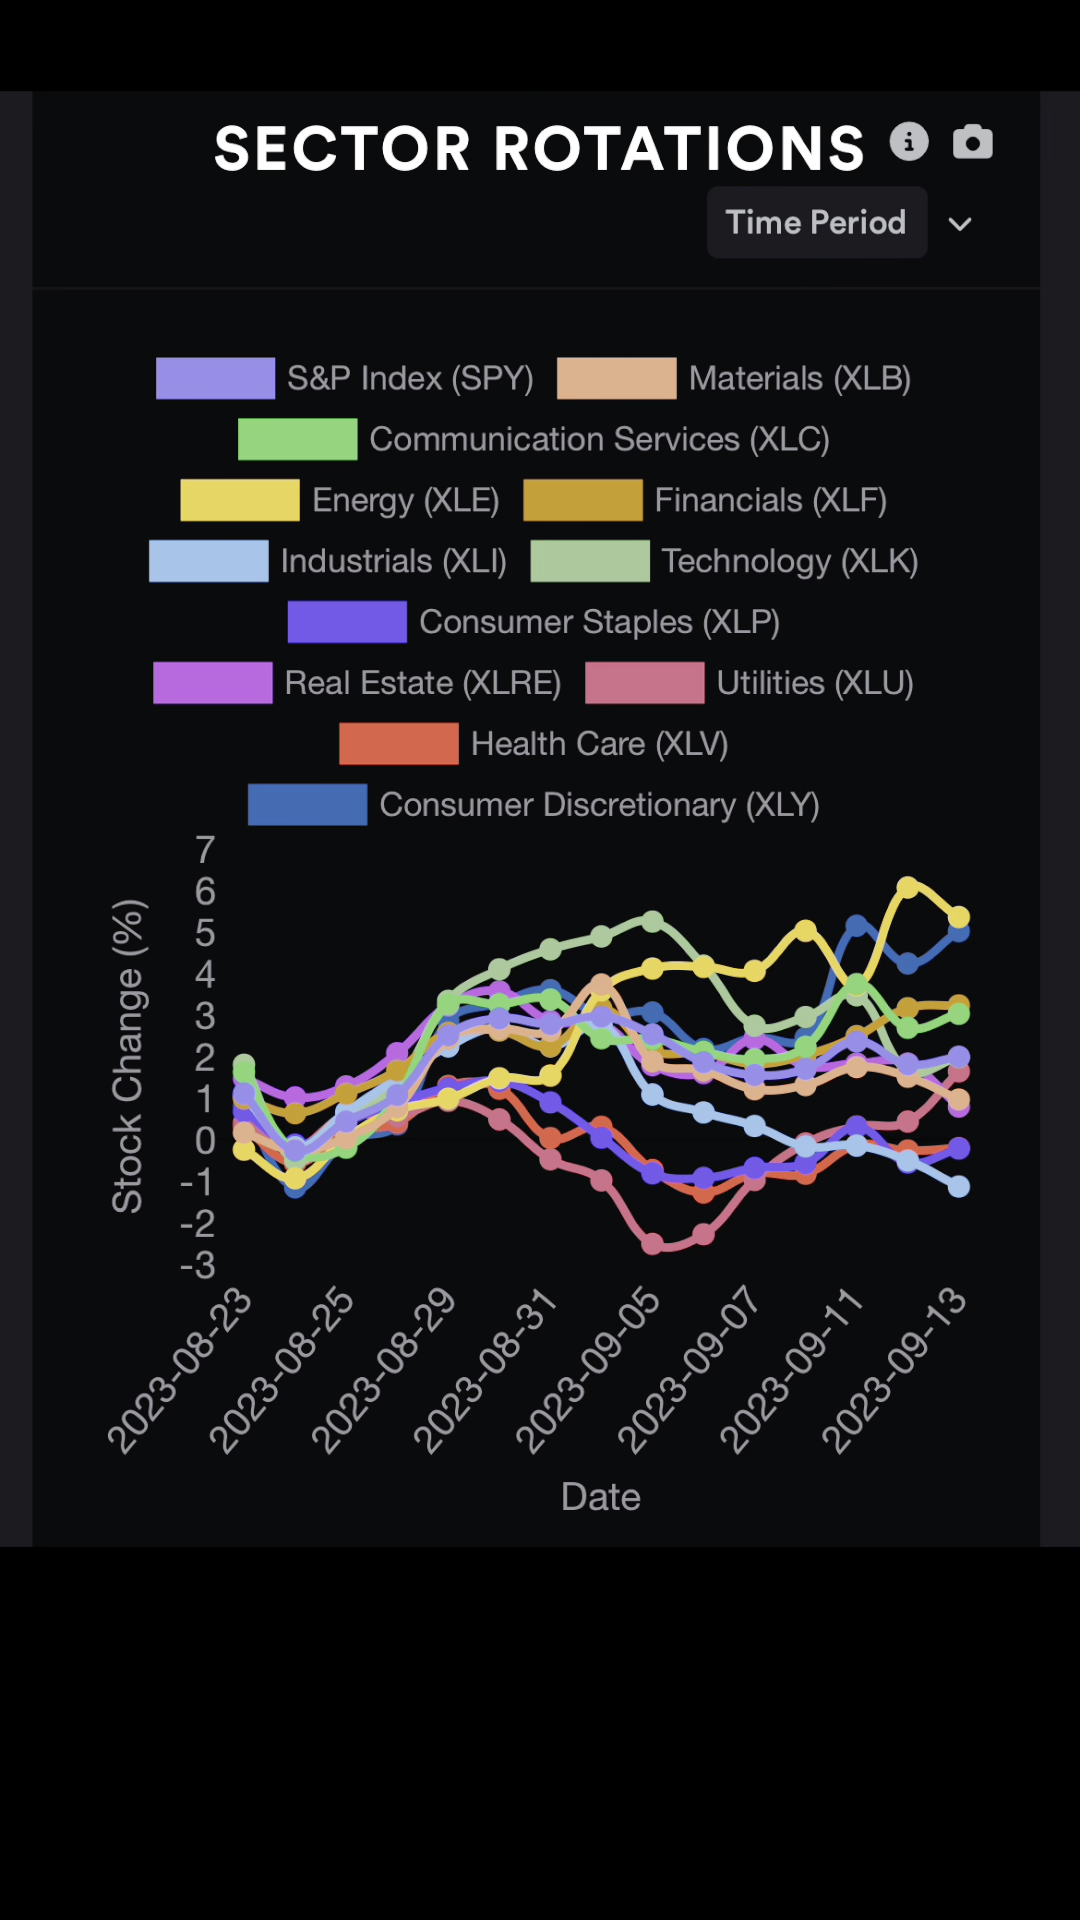 SECTOR ROTATIONS
Time Period
S&P Index (SPY) Materials (XLB)
Communication Services (XLC)
Energy (XLE) Financials (XLF)
Industrials (XLI) Technology (XLK)
Consumer Staples (XLP)
Real Estate (XLRE) Utilities (XLU)
Health Care (XLV)
Consumer Discretionary (XLY)
Stock Change (%)
7
6
5
4
3
2
1
0
-1
-2
-3
2023-08-23
2023-08-25
2023-08-29
2023-08-31
2023-09-05
2023-09-07
2023-09-11
2023-09-13
Date